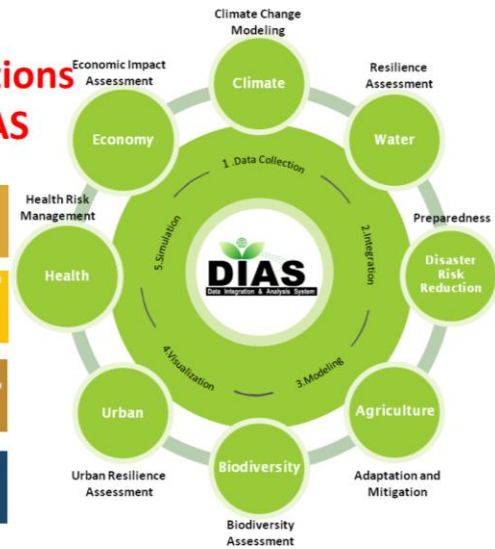 tions
AS
Climate Change
Modeling
Climate
Resilience
Assessment
Water
Preparedness
Disaster
Risk
Reduction
Agriculture
Adaptation and
Mitigation
Biodiversity
Biodiversity
Assessment
Urban
Urban Resilience
Assessment
Health Risk
Management
Health
Economic Impact
Assessment
Economy
1 .Data Collection
2.Integration
3.Modeling
4.Visualization
5.Simulation
DIAS
Data Integration & Analysis System